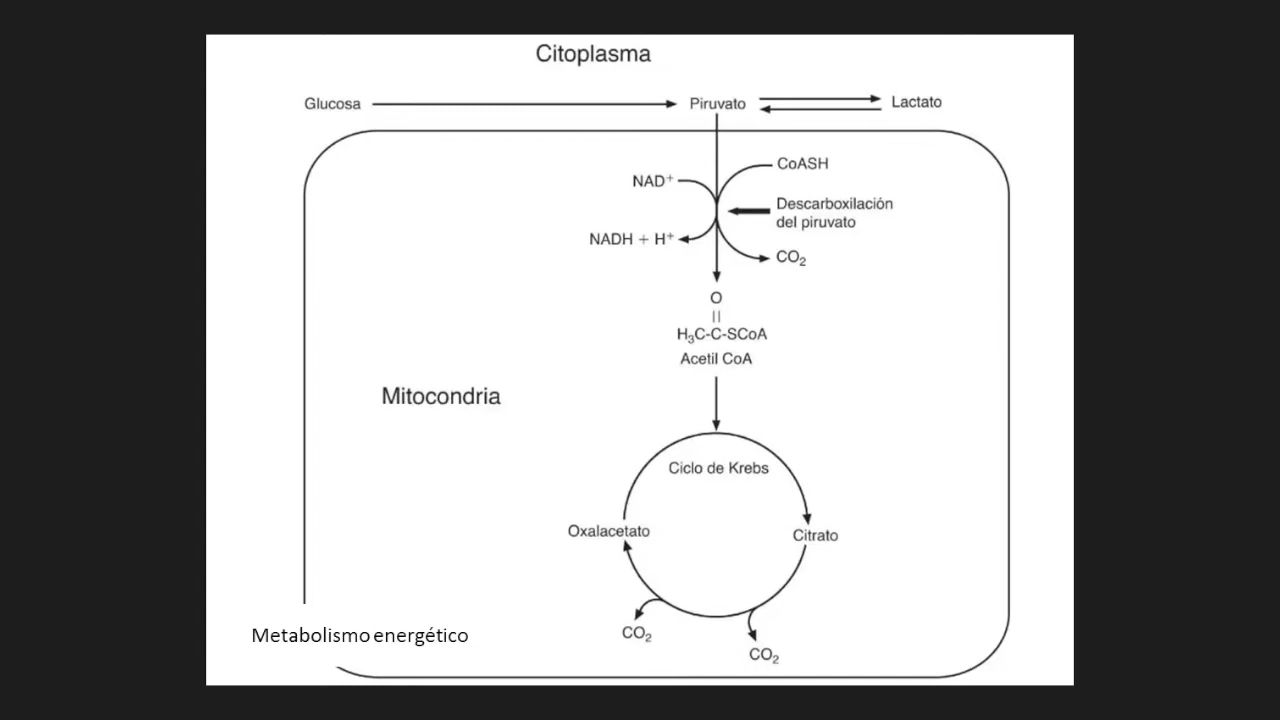 Citoplasma
Glucosa
Piruvato
Lactato
CoASH
NAD⁺
Descarboxilación
del piruvato
NADH + H⁺
CO₂
O
||
H₃C-C-SCoA
Acetil CoA
Mitocondria
Ciclo de Krebs
Oxalacetato
Citrato
CO₂
CO₂
Metabolismo energético